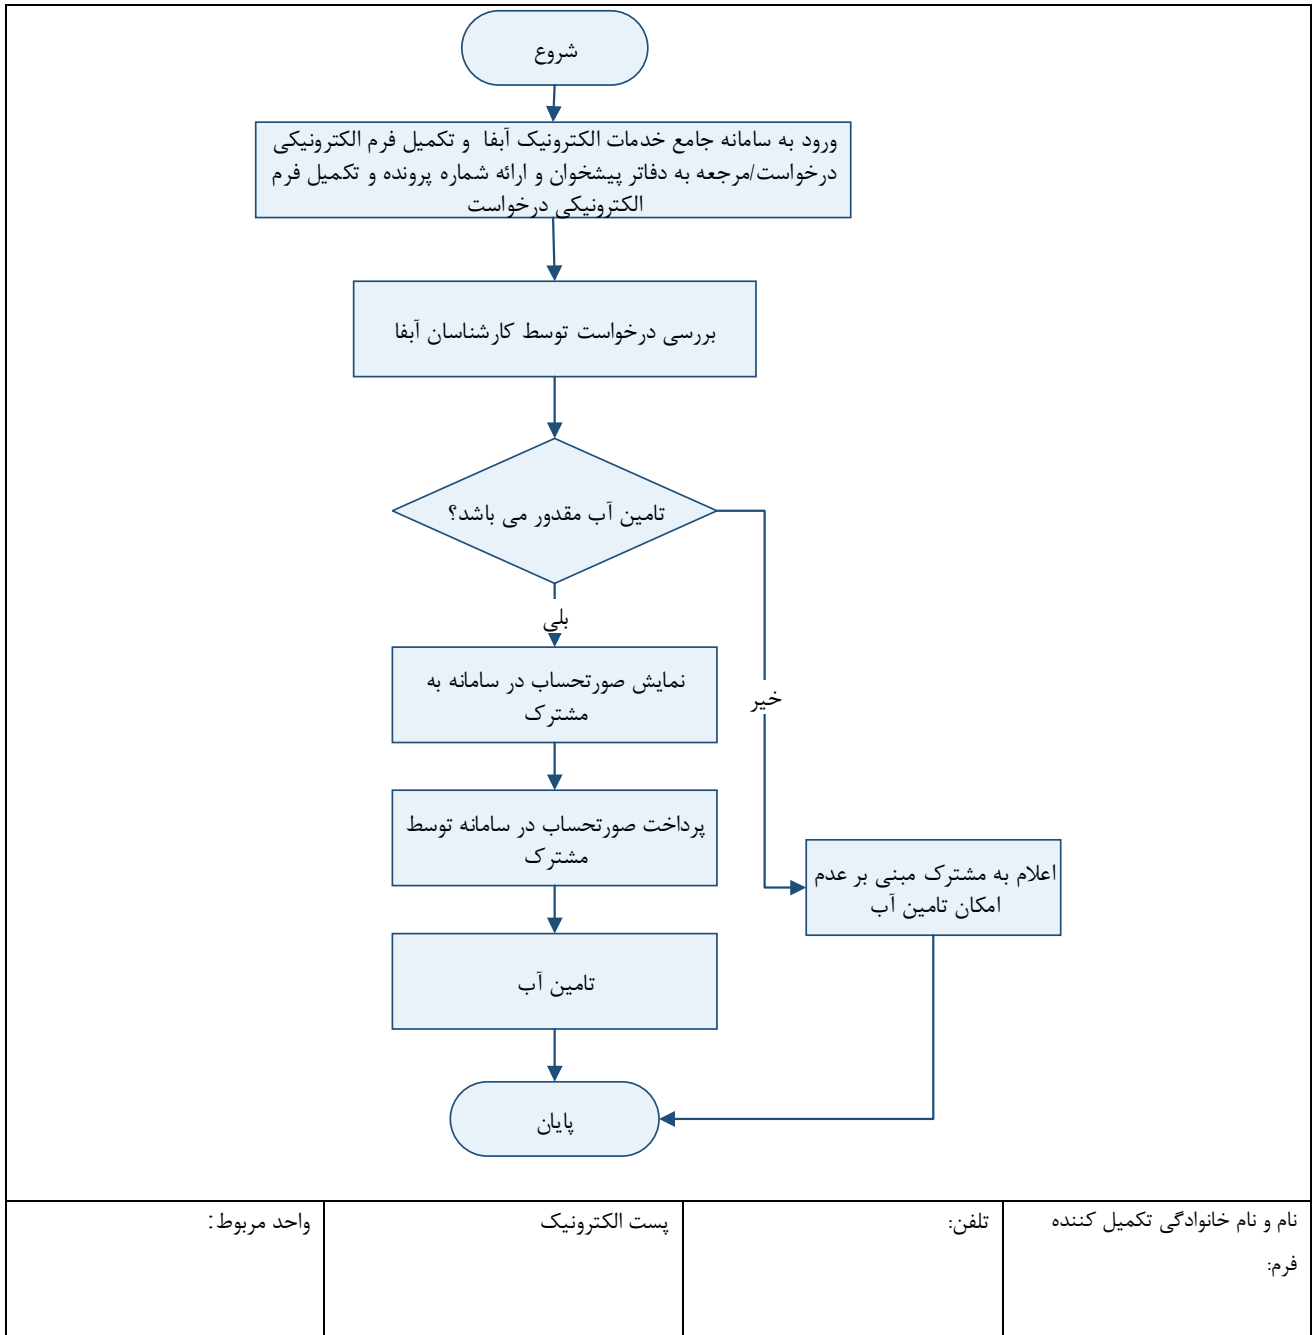 شروع
ورود به سامانه جامع خدمات الکترونیک آبفا و تکمیل فرم الکترونیکی
درخواست/مرجعه به دفاتر پیشخوان و ارائه شماره پرونده و تکمیل فرم
الکترونیکی درخواست
بررسی درخواست توسط کارشناسان آبفا
تامین آب مقدور می باشد؟
بلی
نمایش صورتحساب در سامانه به
مشترک
خیر
پرداخت صورتحساب در سامانه توسط
مشترک
اعلام به مشترک مبنی بر عدم
امکان تامین آب
تامین آب
پایان
نام و نام خانوادگی تکمیل کننده
فرم:
تلفن:
پست الکترونیک
واحد مربوط: